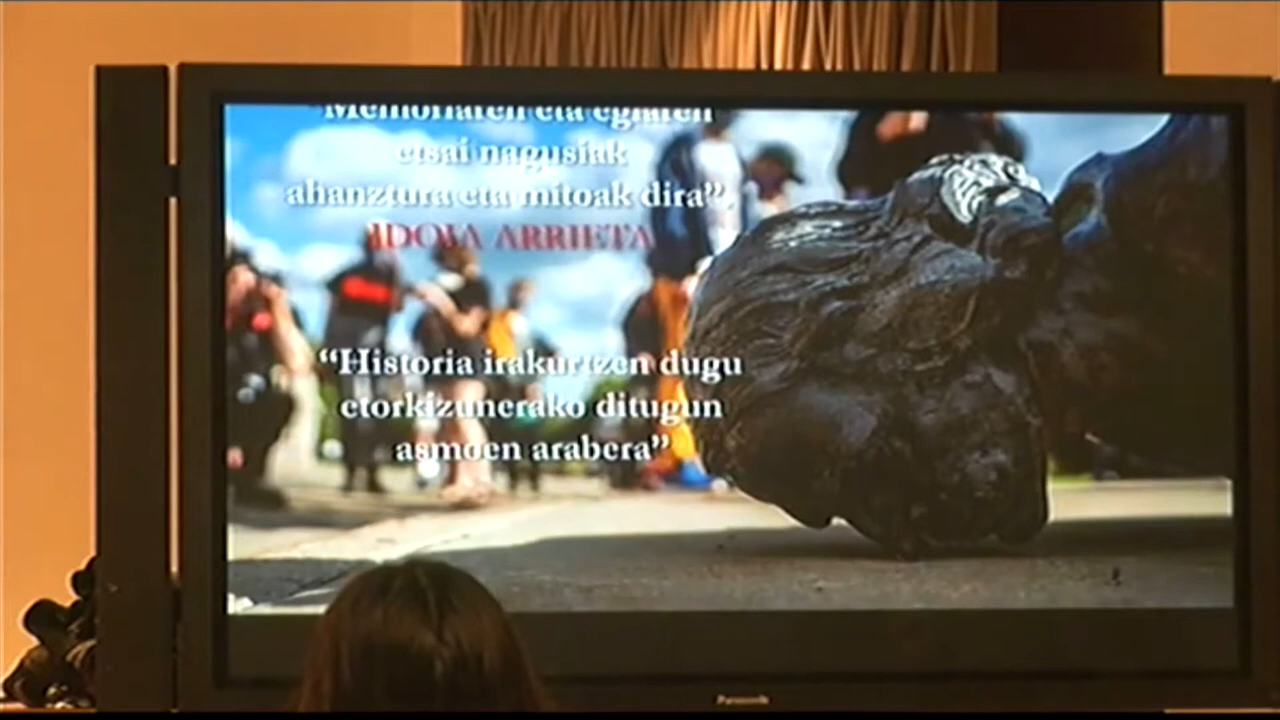 "Memoriaren eta egiaren
etsai nagusiak
ahanztura eta mitoak dira".
IDOIA ARRIETA
“Historia irakurtzen dugu
etorkizunerako ditugun
asmoen arabera”
Panasonic